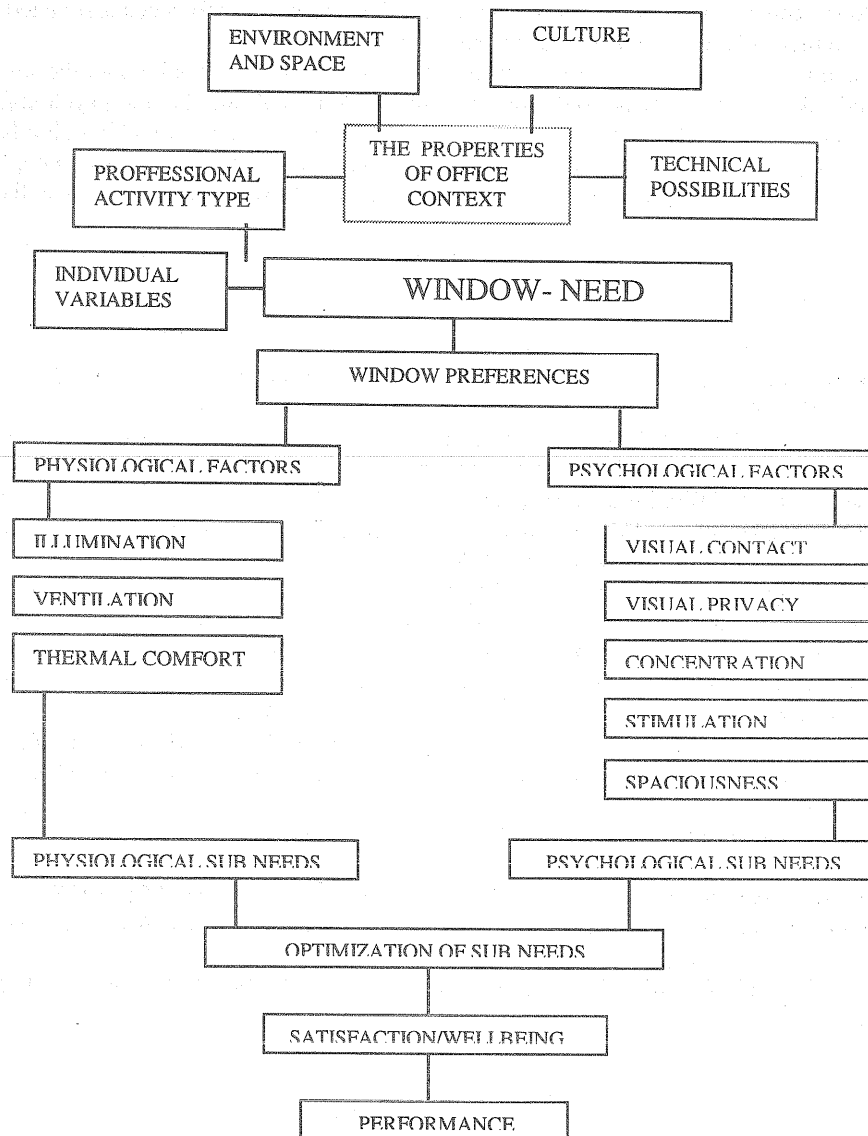 ENVIRONMENT
AND SPACE
CULTURE
THE PROPERTIES
OF OFFICE
CONTEXT
PROFFESSIONAL
ACTIVITY TYPE
TECHNICAL
POSSIBILITIES
INDIVIDUAL
VARIABLES
WINDOW- NEED
WINDOW PREFERENCES
PHYSIOLOGICAL FACTORS
PSYCHOLOGICAL FACTORS
ILLUMINATION
VENTILATION
THERMAL COMFORT
VISUAL CONTACT
VISUAL PRIVACY
CONCENTRATION
STIMULATION
SPACIOUSNESS
PHYSIOLOGICAL SUB NEEDS
PSYCHOLOGICAL SUB NEEDS
OPTIMIZATION OF SUB NEEDS
SATISFACTION/WELLBEING
PERFORMANCE